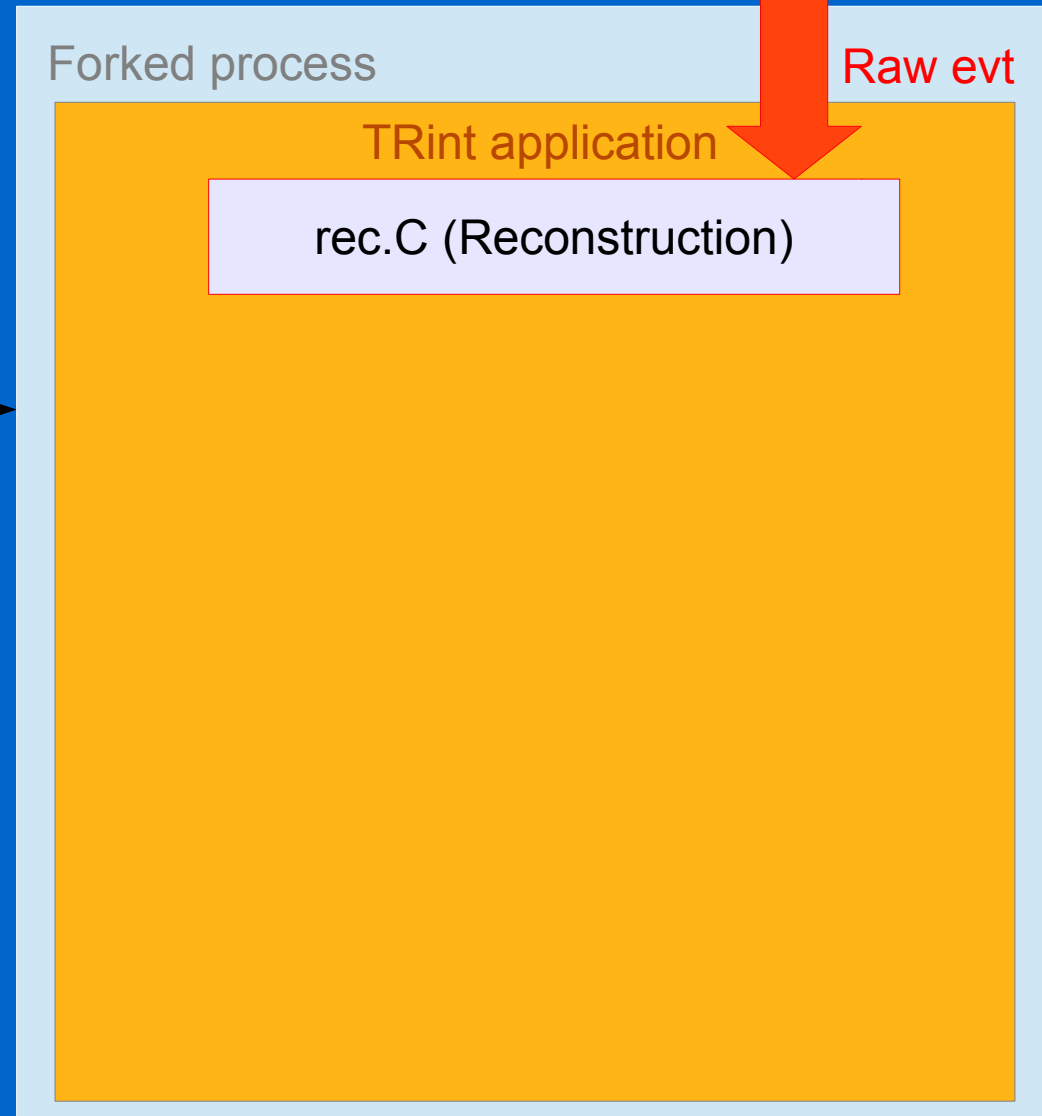 Forked process
Raw evt
TRint application
rec.C (Reconstruction)